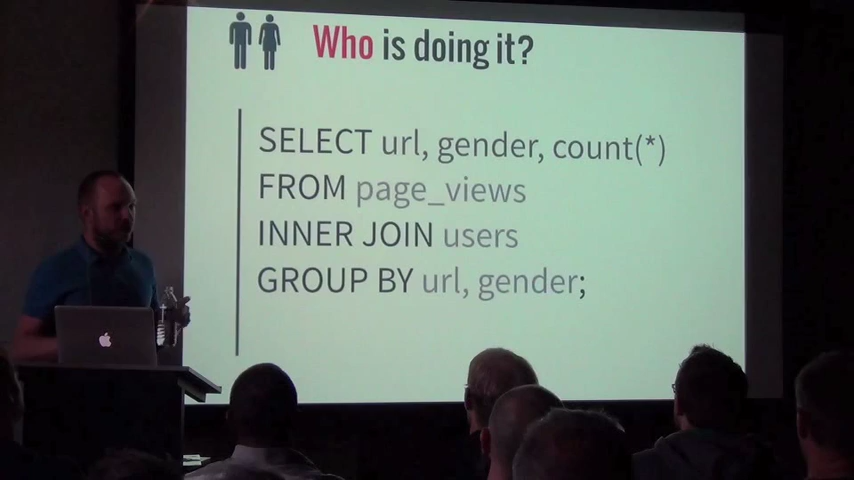 Who is doing it?
SELECT url, gender, count(*)
FROM page_views
INNER JOIN users
GROUP BY url, gender;